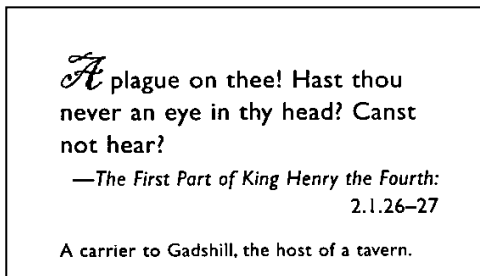 A plague on thee! Hast thou
never an eye in thy head? Canst
not hear?
—The First Part of King Henry the Fourth:
2.1.26–27
A carrier to Gadshill, the host of a tavern.